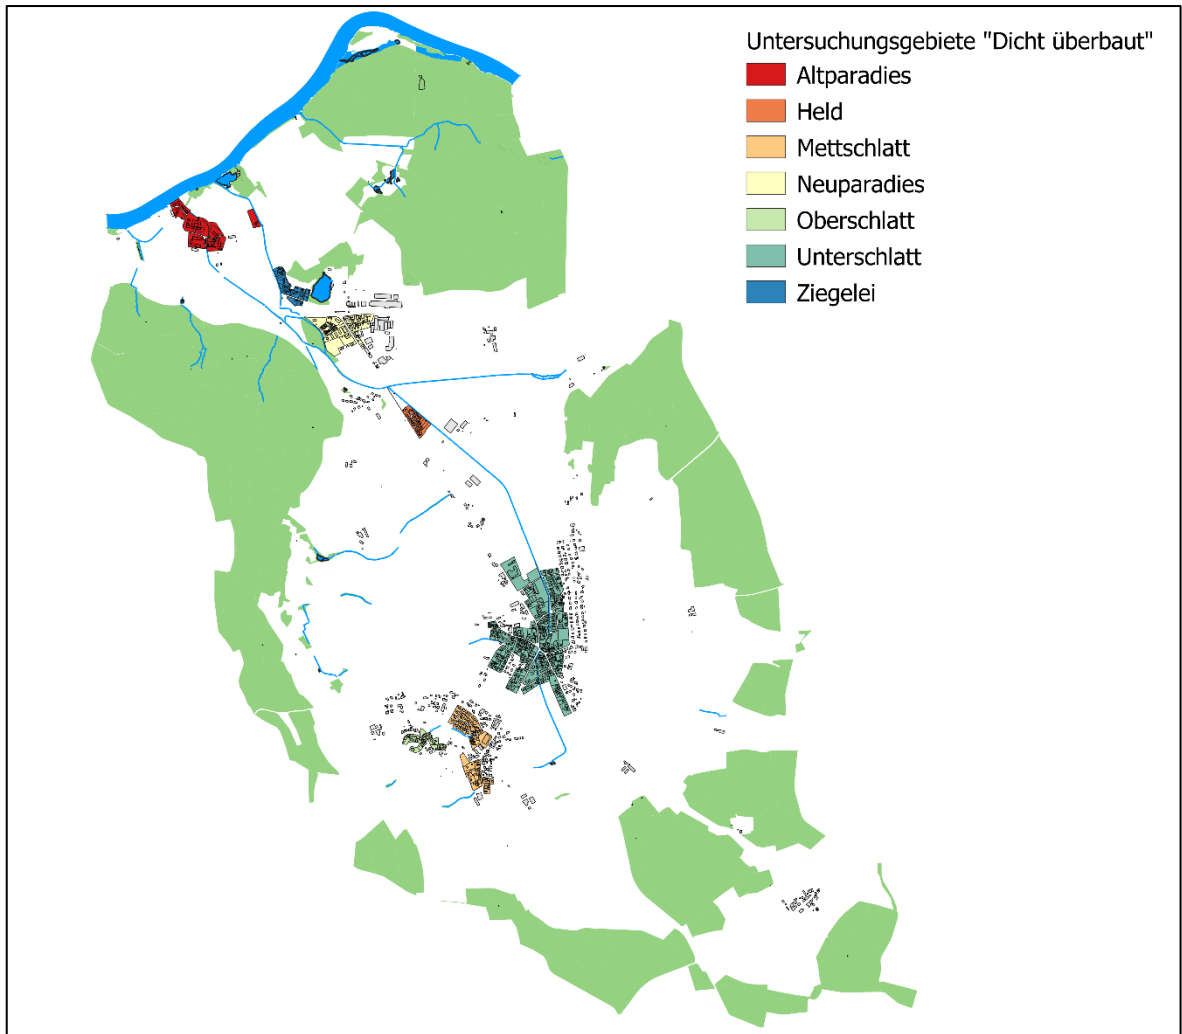 Untersuchungsgebiete "Dicht überbaut"
Altparadies
Held
Mettschlatt
Neuparadies
Oberschlatt
Unterschlatt
Ziegelei